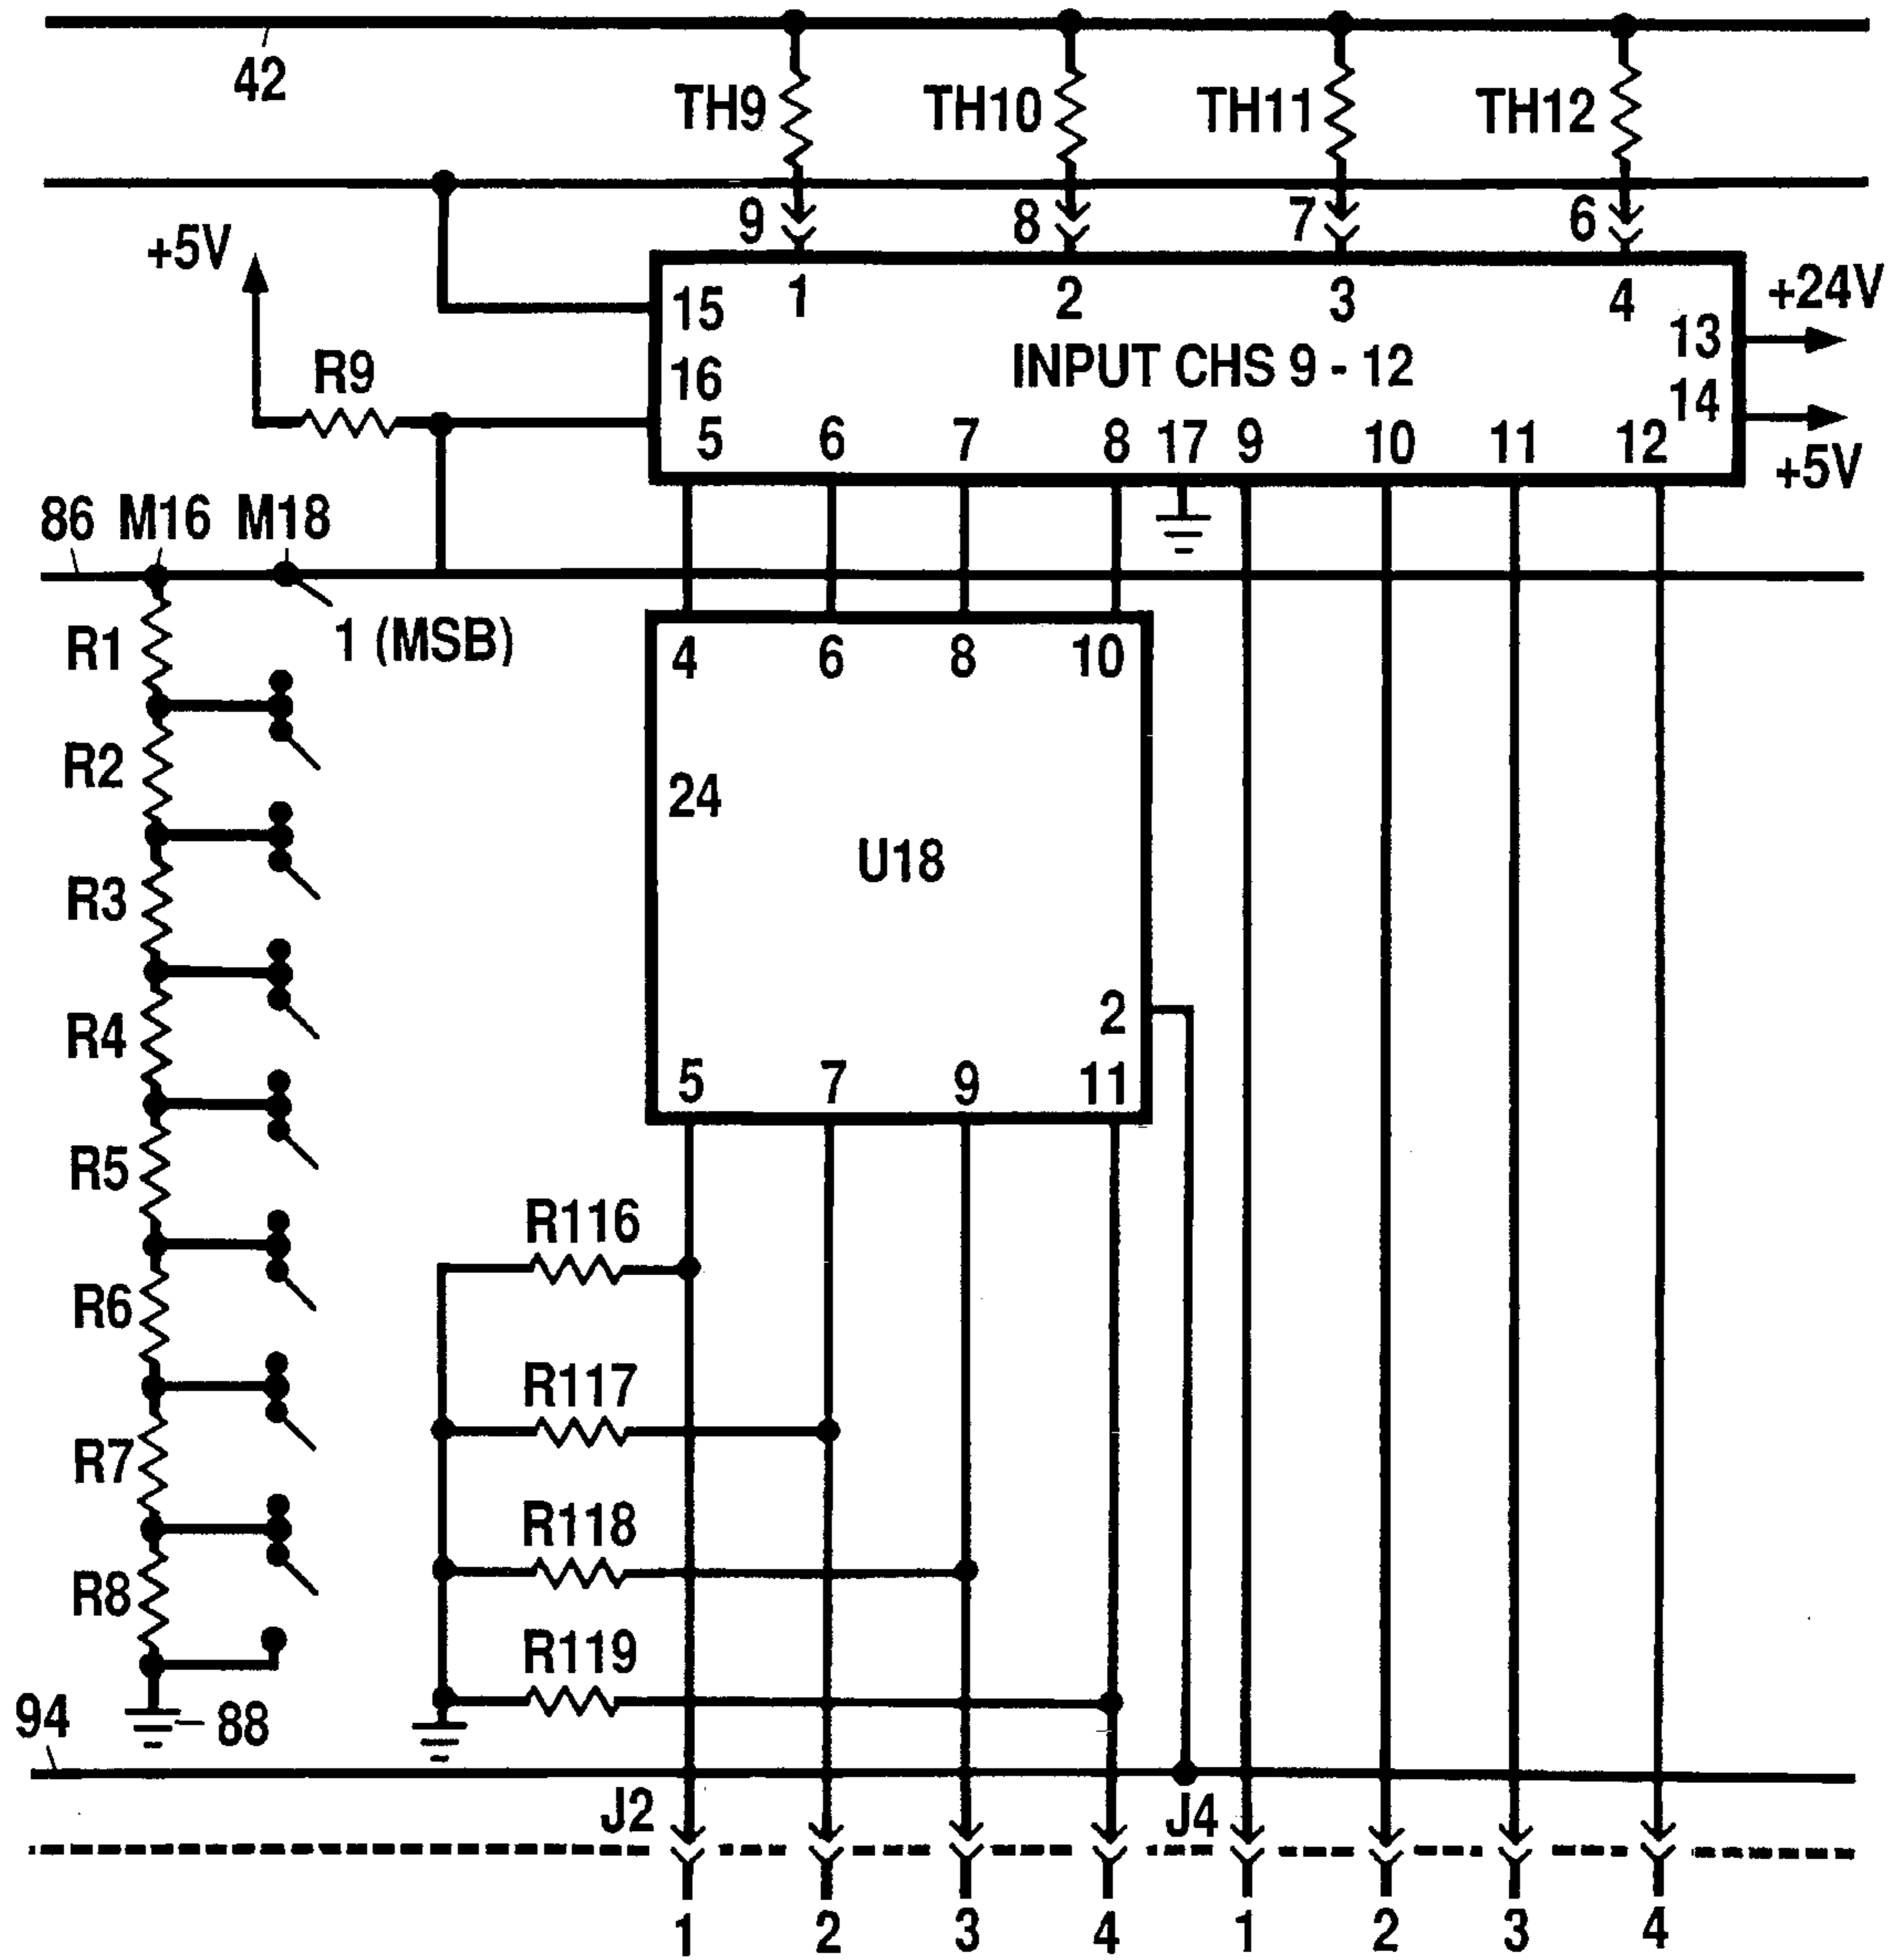 42
TH9 TH10 TH11 TH12
9 8 7 6
+5V
15 1 2 3 4 13 +24V
R9 16 INPUT CHS 9 - 12 14
5 6 7 8 17 9 10 11 12 +5V
86 M16 M18
1 (MSB)
R1
4 6 8 10
R2
24
U18
R3
2
R4
5 7 9 11
R5
R116
R6
R117
R7
R118
R8
R119
94 88
J2 J4
1 2 3 4 1 2 3 4